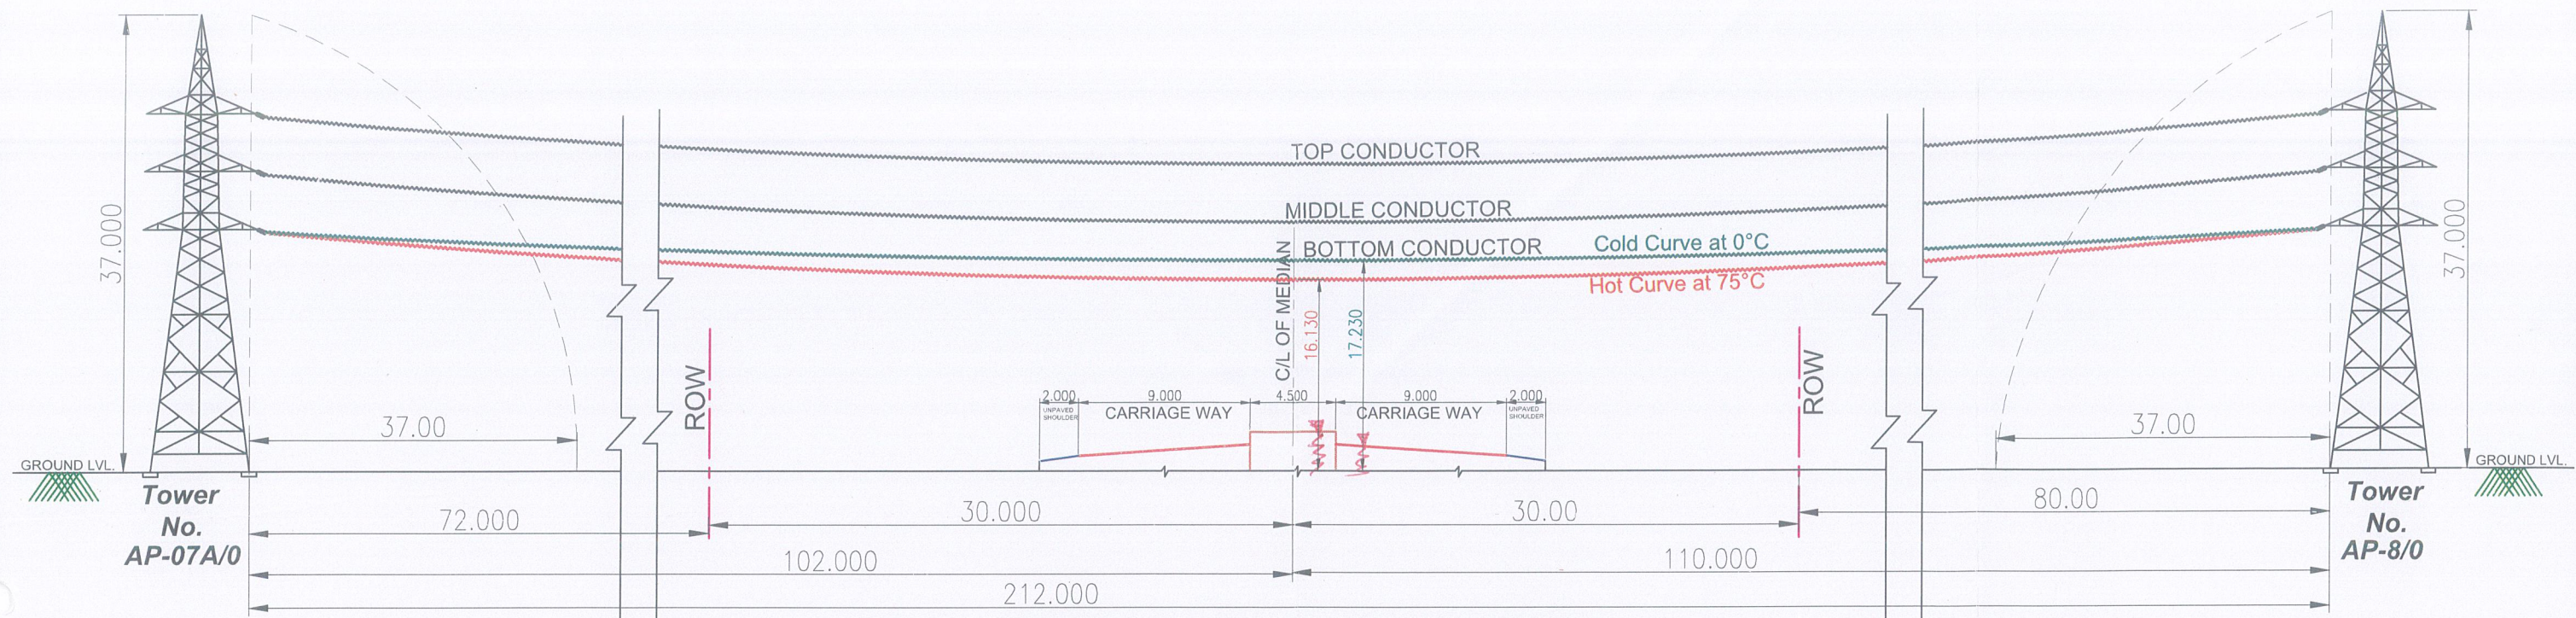 TOP CONDUCTOR
MIDDLE CONDUCTOR
BOTTOM CONDUCTOR
Cold Curve at 0°C
Hot Curve at 75°C
C/L OF MEDIAN
16.130
17.230
37.000
37.000
ROW
ROW
2.000
9.000
4.500
9.000
2.000
UNPAVED
SHOULDER
CARRIAGE WAY
CARRIAGE WAY
UNPAVED
SHOULDER
37.00
37.00
GROUND LVL.
GROUND LVL.
Tower
No.
AP-07A/0
Tower
No.
AP-8/0
72.000
30.000
30.00
80.00
102.000
110.000
212.000